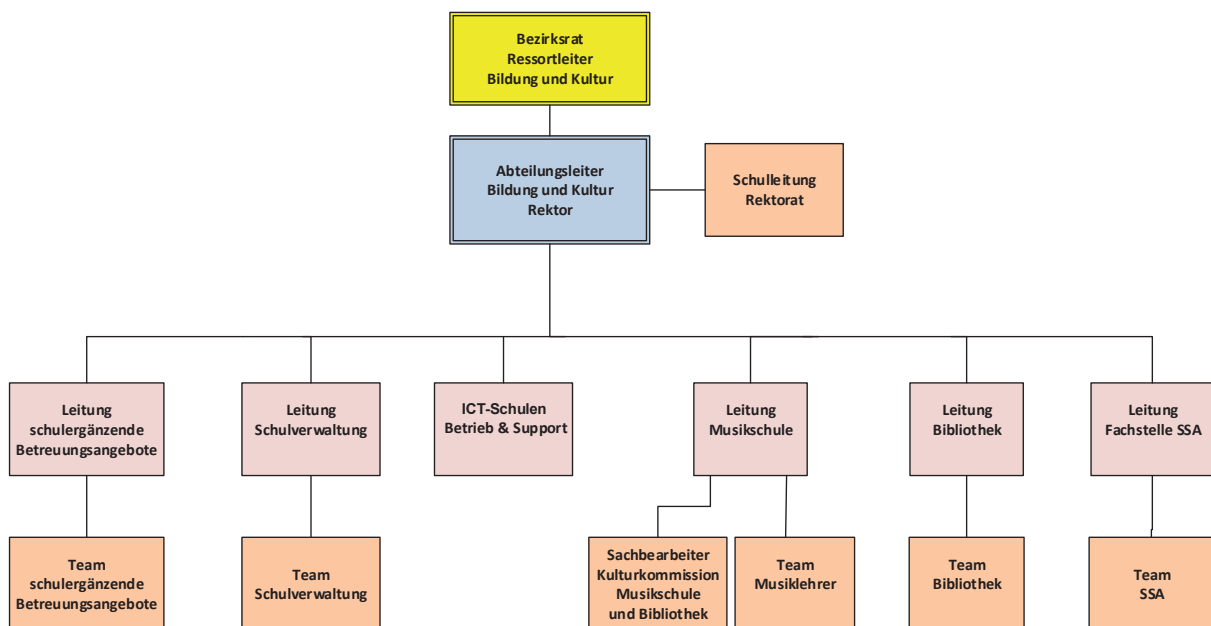 Bezirksrat
Ressortleiter
Bildung und Kultur
Abteilungsleiter
Bildung und Kultur
Rektor
Schulleitung
Rektorat
Leitung
schulergänzende
Betreuungsangebote
Leitung
Schulverwaltung
ICT-Schulen
Betrieb & Support
Leitung
Musikschule
Leitung
Bibliothek
Leitung
Fachstelle SSA
Team
schulergänzende
Betreuungsangebote
Team
Schulverwaltung
Sachbearbeiter
Kulturkommission
Musikschule
und Bibliothek
Team
Musiklehrer
Team
Bibliothek
Team
SSA